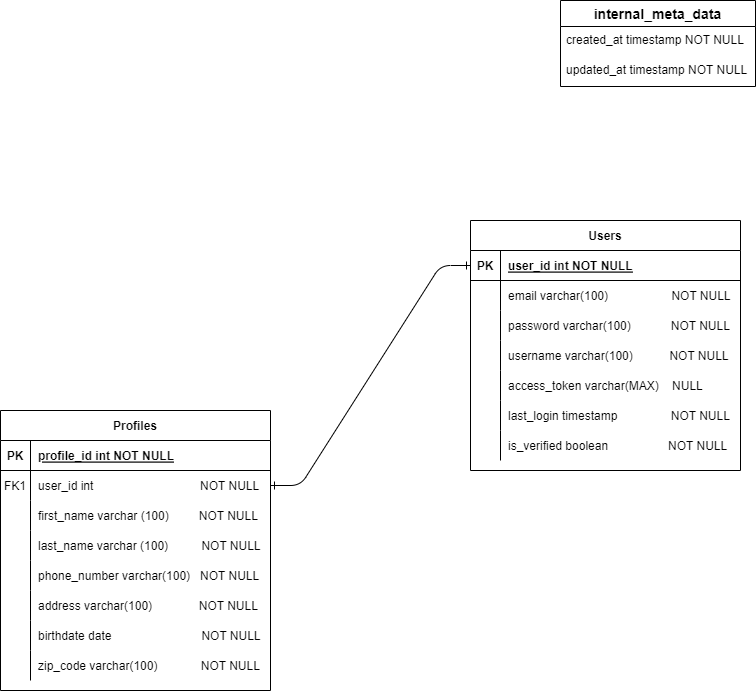 internal_meta_data
created_at timestamp NOT NULL
updated_at timestamp NOT NULL
Users
PK user_id int NOT NULL
email varchar(100) NOT NULL
password varchar(100) NOT NULL
username varchar(100) NOT NULL
access_token varchar(MAX) NULL
last_login timestamp NOT NULL
is_verified boolean NOT NULL
Profiles
PK profile_id int NOT NULL
FK1 user_id int NOT NULL
first_name varchar (100) NOT NULL
last_name varchar (100) NOT NULL
phone_number varchar(100) NOT NULL
address varchar(100) NOT NULL
birthdate date NOT NULL
zip_code varchar(100) NOT NULL